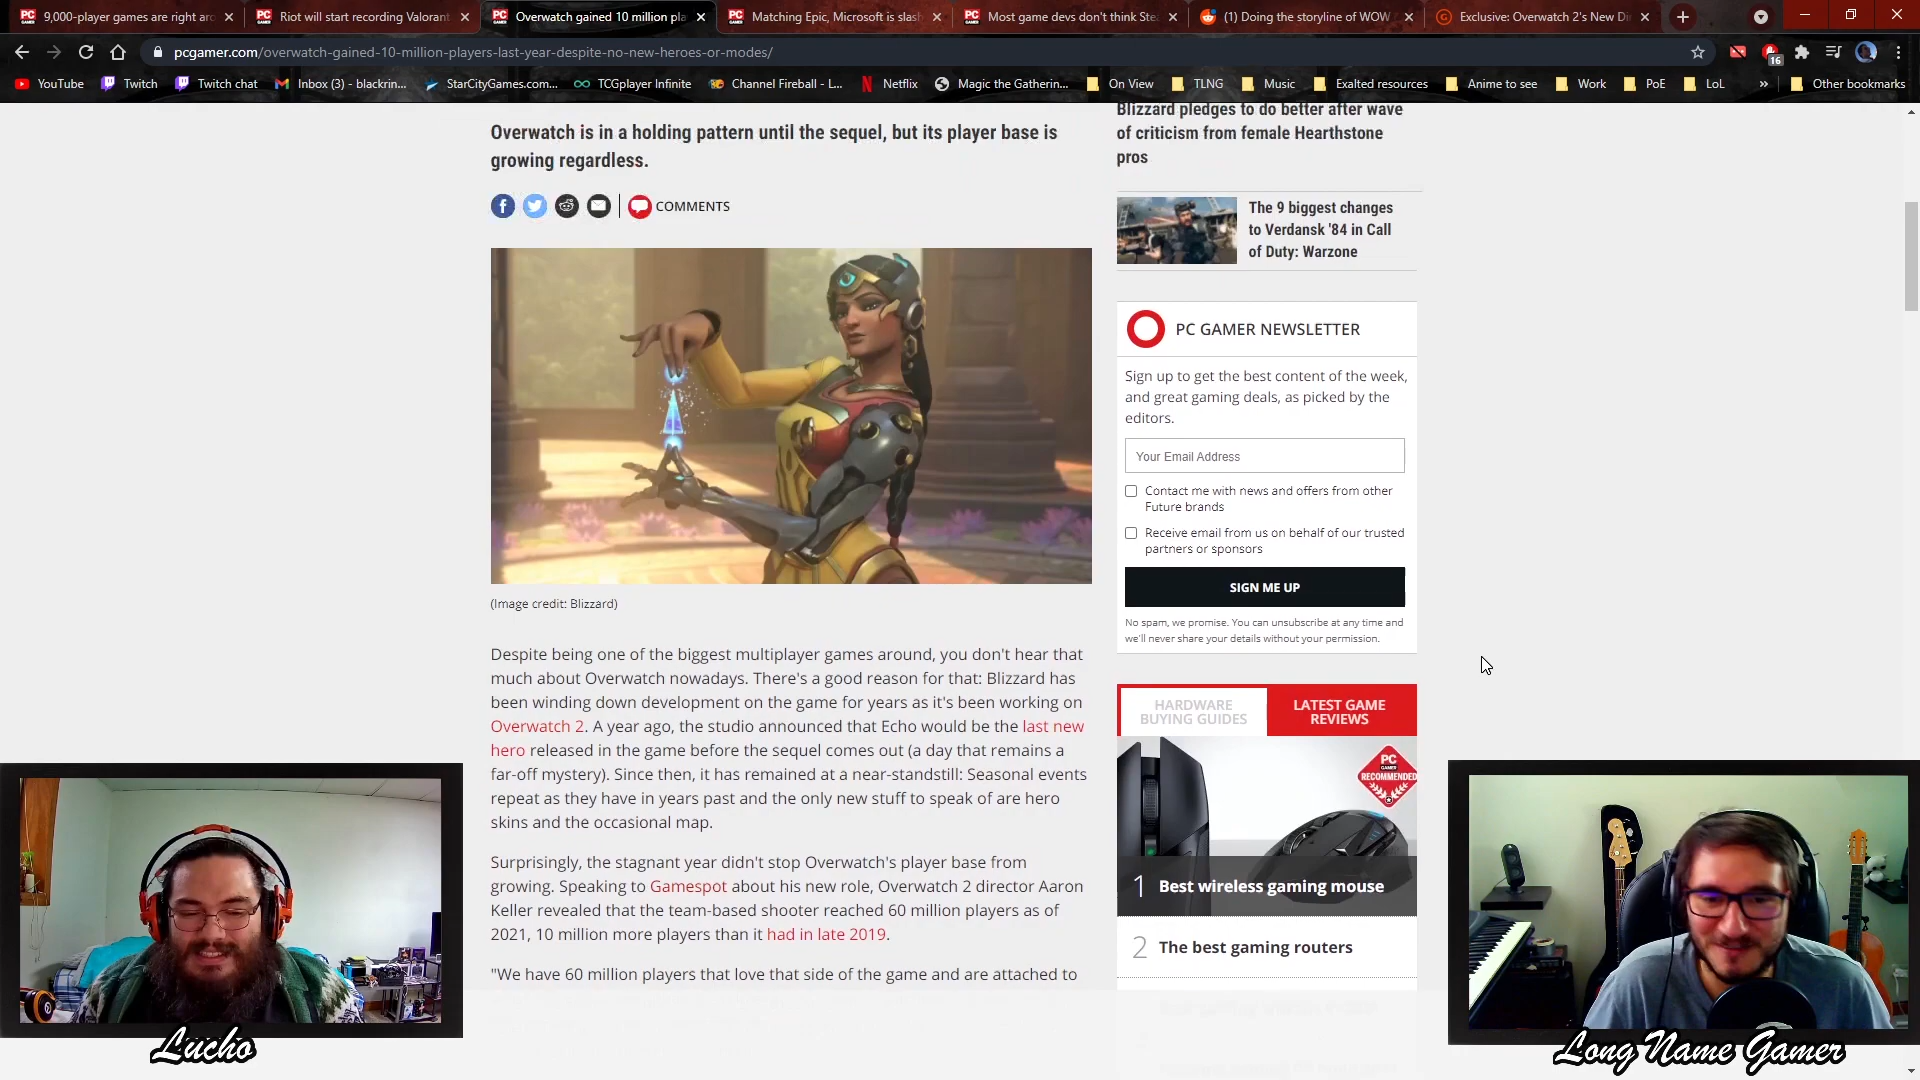 9,000-player games are right aro
Riot will start recording Valorant
Overwatch gained 10 million pla
Matching Epic, Microsoft is slash
Most game devs don't think Ste
(1) Doing the storyline of WOW
Exclusive: Overwatch 2's New Di
pcgamer.com/overwatch-gained-10-million-players-last-year-despite-no-new-heroes-or-modes/
16
YouTube
Twitch
Twitch chat
Inbox (3) - blackrin...
StarCityGames.com...
TCGplayer Infinite
Channel Fireball - L...
Netflix
Magic the Gatherin...
On View
TLNG
Music
Exalted resources
Anime to see
Work
PoE
LoL
»
Other bookmarks
Overwatch is in a holding pattern until the sequel, but its player base is
growing regardless.
COMMENTS
(Image credit: Blizzard)
Despite being one of the biggest multiplayer games around, you don't hear that
much about Overwatch nowadays. There's a good reason for that: Blizzard has
been winding down development on the game for years as it's been working on
Overwatch 2. A year ago, the studio announced that Echo would be the last new
hero released in the game before the sequel comes out (a day that remains a
far-off mystery). Since then, it has remained at a near-standstill: Seasonal events
repeat as they have in years past and the only new stuff to speak of are hero
skins and the occasional map.
Surprisingly, the stagnant year didn't stop Overwatch's player base from
growing. Speaking to Gamespot about his new role, Overwatch 2 director Aaron
Keller revealed that the team-based shooter reached 60 million players as of
2021, 10 million more players than it had in late 2019.
"We have 60 million players that love that side of the game and are attached to
Blizzard pledges to do better after wave
of criticism from female Hearthstone
pros
The 9 biggest changes
to Verdansk '84 in Call
of Duty: Warzone
PC GAMER NEWSLETTER
Sign up to get the best content of the week,
and great gaming deals, as picked by the
editors.
Your Email Address
Contact me with news and offers from other
Future brands
Receive email from us on behalf of our trusted
partners or sponsors
SIGN ME UP
No spam, we promise. You can unsubscribe at any time and
we'll never share your details without your permission.
HARDWARE
BUYING GUIDES
LATEST GAME
REVIEWS
PC
GAMER
RECOMMENDED
1 Best wireless gaming mouse
2 The best gaming routers
Lucho
Long Name Gamer